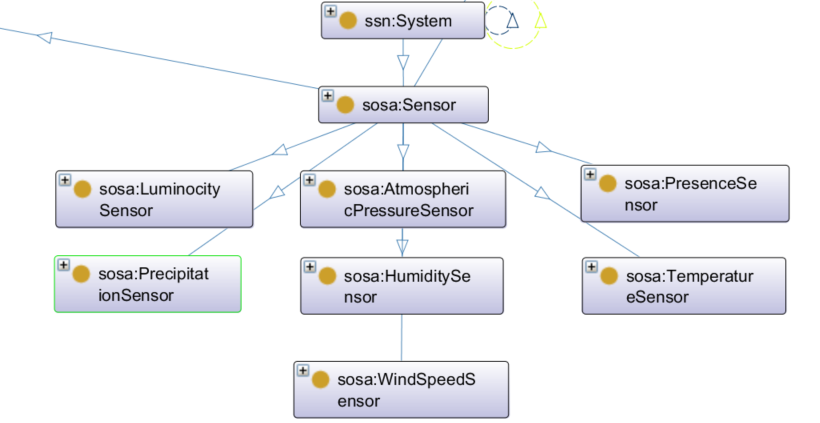 ssn:System
sosa:Sensor
sosa:Luminocity
Sensor
sosa:Atmospheri
cPressureSensor
sosa:PresenceSe
nsor
sosa:Precipitat
ionSensor
sosa:HumiditySe
nsor
sosa:Temperatur
eSensor
sosa:WindSpeedS
ensor